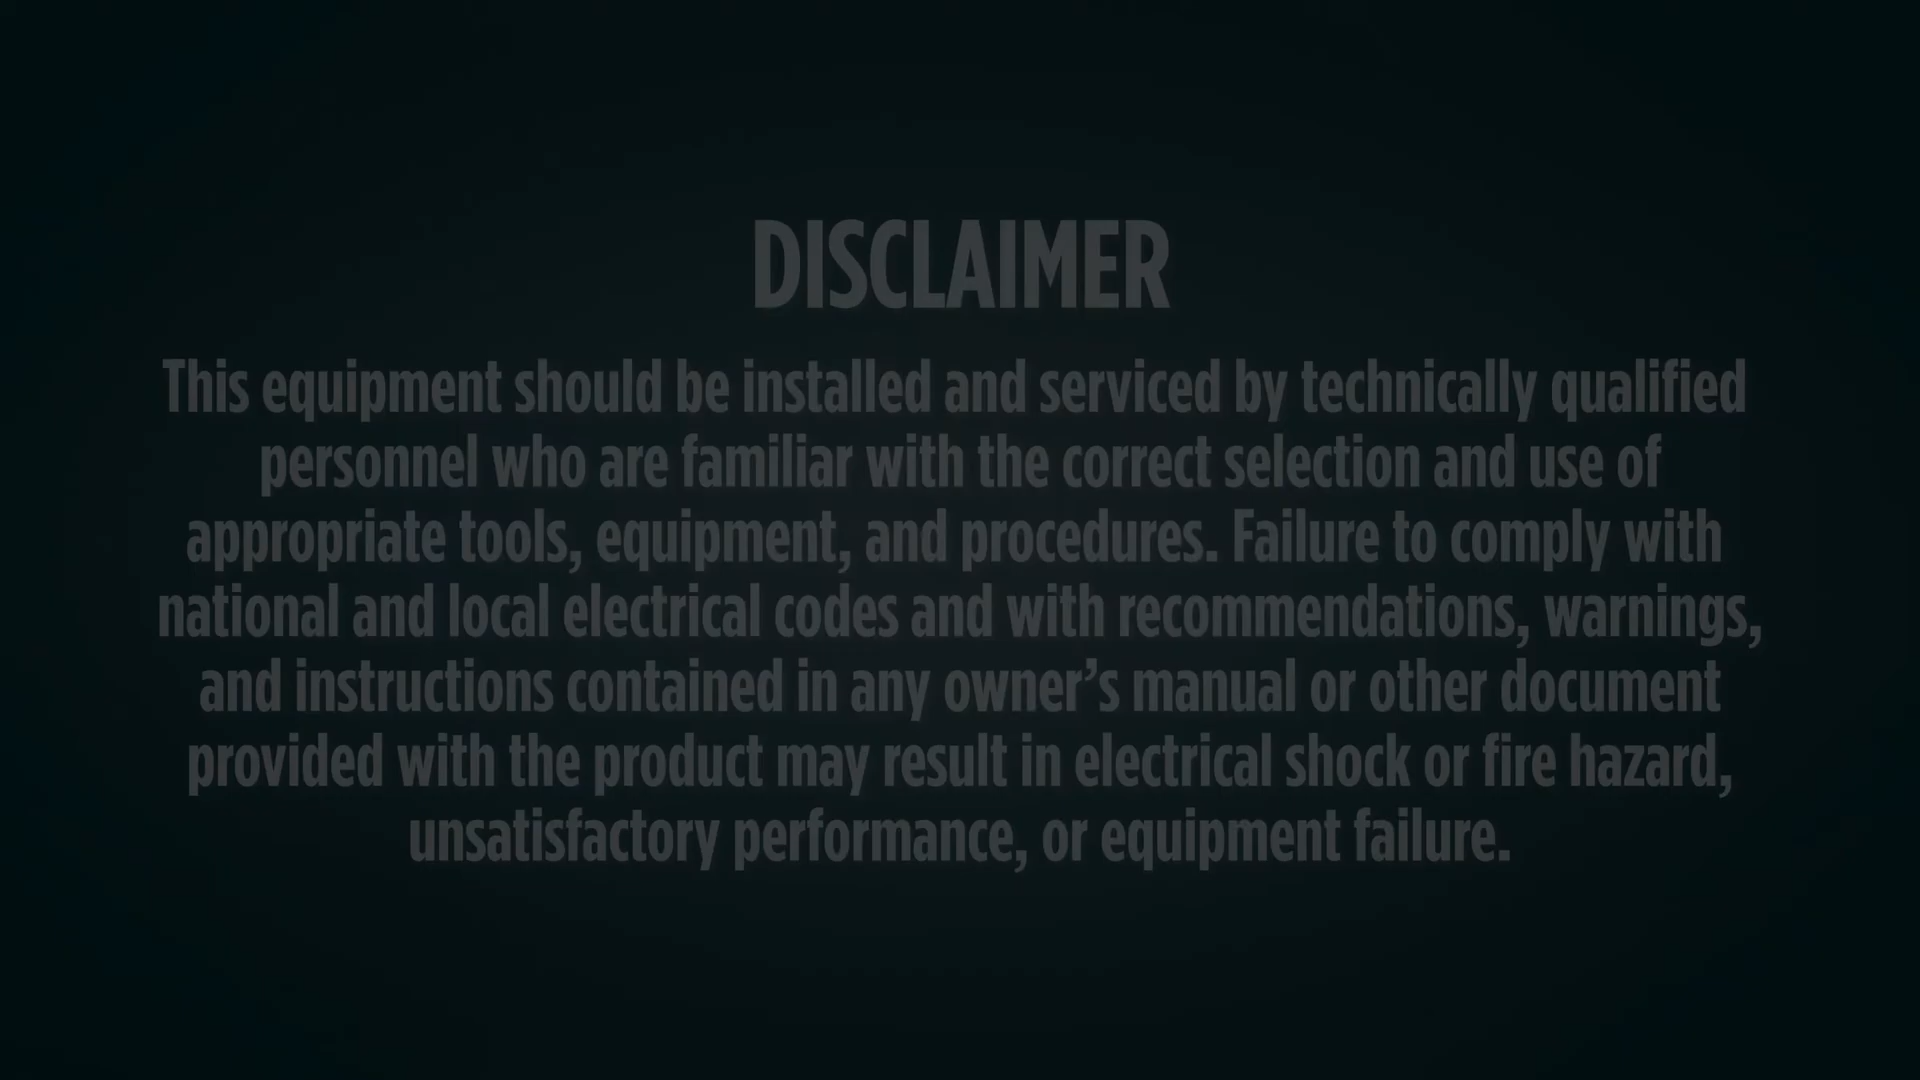 DISCLAIMER
This equipment should be installed and serviced by technically qualified
personnel who are familiar with the correct selection and use of
appropriate tools, equipment, and procedures. Failure to comply with
national and local electrical codes and with recommendations, warnings,
and instructions contained in any owner’s manual or other document
provided with the product may result in electrical shock or fire hazard,
unsatisfactory performance, or equipment failure.